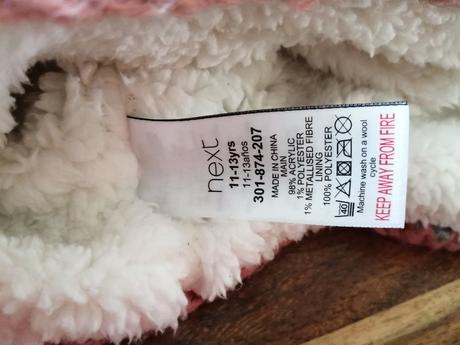 next
11-13yrs
11-13años
301-874-207
MADE IN CHINA
MAIN
98% ACRYLIC
1% POLYESTER
1% METALLISED FIBRE
LINING
100% POLYESTER
40
Machine wash on a wool
cycle
KEEP AWAY FROM FIRE